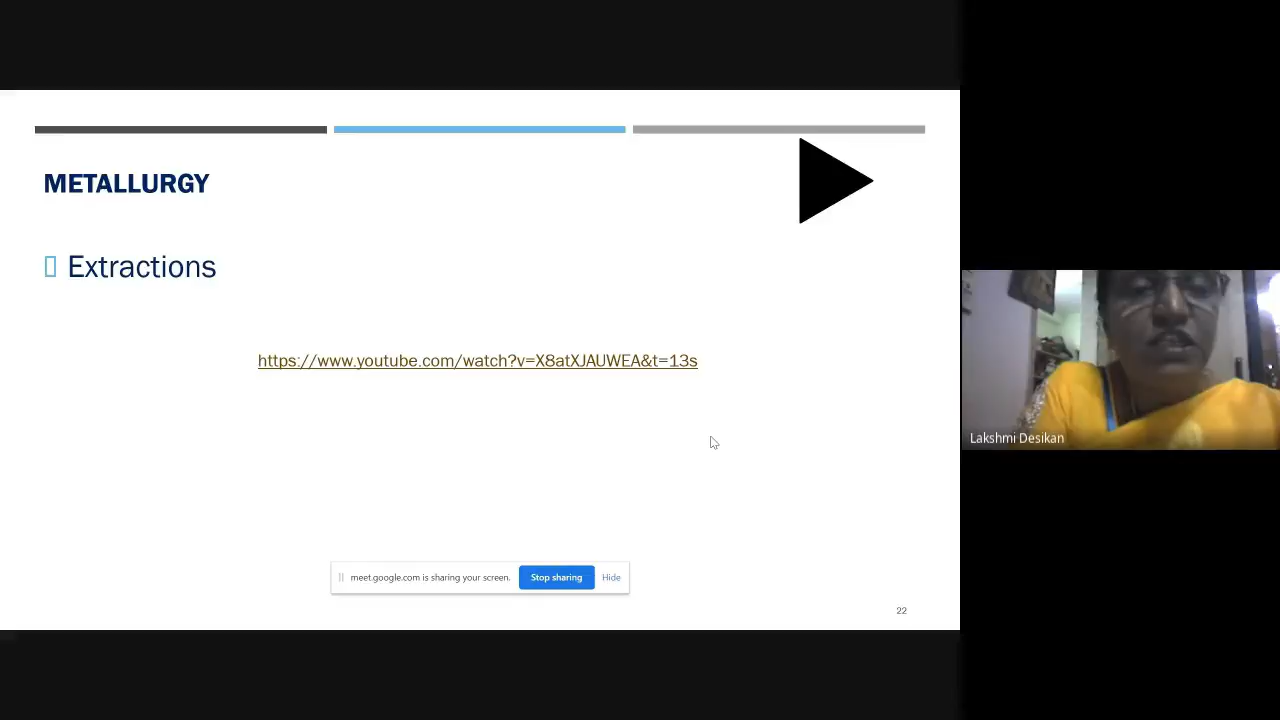 METALLURGY
Extractions
https://www.youtube.com/watch?v=X8atXJAUWEA&t=13s
Lakshmi Desikan
meet.google.com is sharing your screen. Stop sharing Hide
22